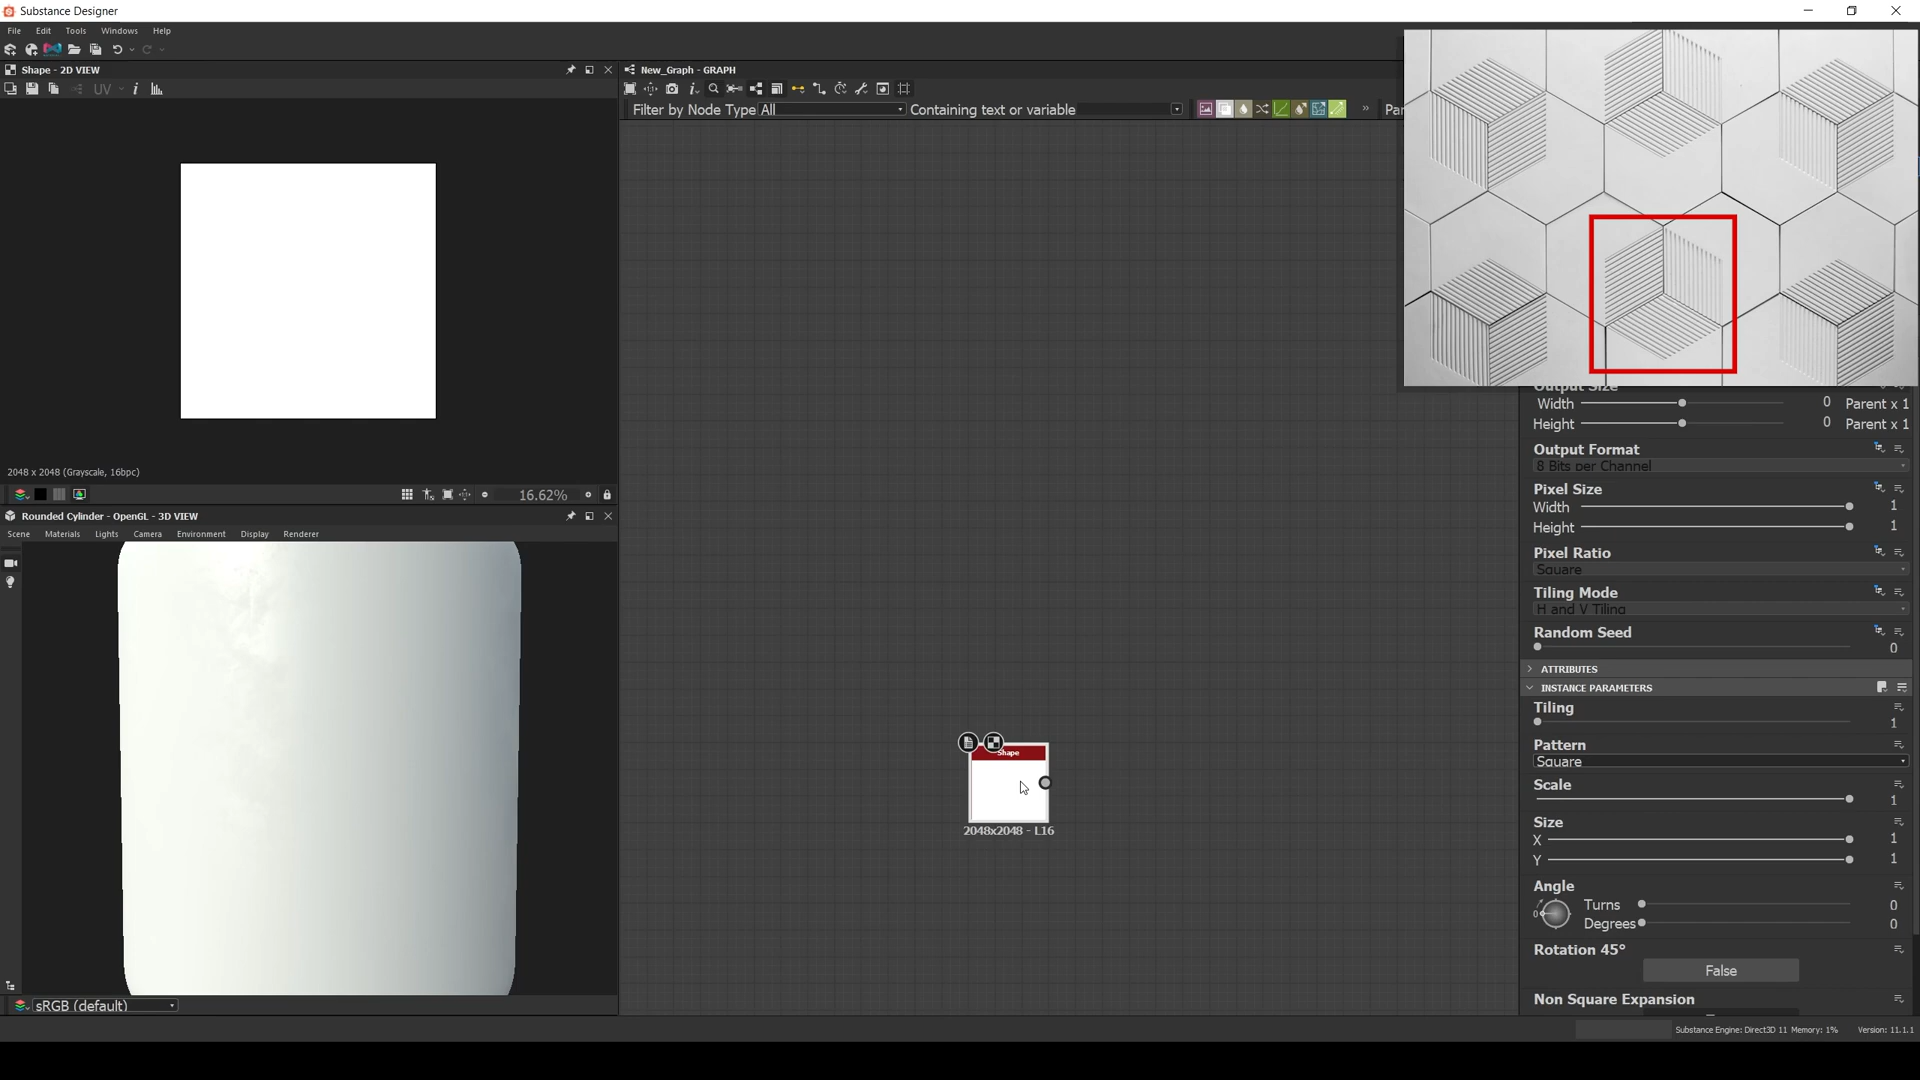 Substance Designer
File Edit Tools Windows Help
Shape - 2D VIEW
UV
2048 x 2048 (Grayscale, 16bpc)
16.62%
Rounded Cylinder - OpenGL - 3D VIEW
Scene Materials Lights Camera Environment Display Renderer
sRGB (default)
New_Graph - GRAPH
Filter by Node Type All Containing text or variable » Par
Shape
2048x2048 - L16
Output Size
Width 0 Parent x 1
Height 0 Parent x 1
Output Format
8 Bits per Channel
Pixel Size
Width 1
Height 1
Pixel Ratio
Square
Tiling Mode
H and V Tiling
Random Seed
0
ATTRIBUTES
INSTANCE PARAMETERS
Tiling
1
Pattern
Square
Scale
1
Size
X 1
Y 1
Angle
0 Turns 0
Degrees 0
Rotation 45°
False
Non Square Expansion
Substance Engine: Direct3D 11 Memory: 1% Version: 11.1.1